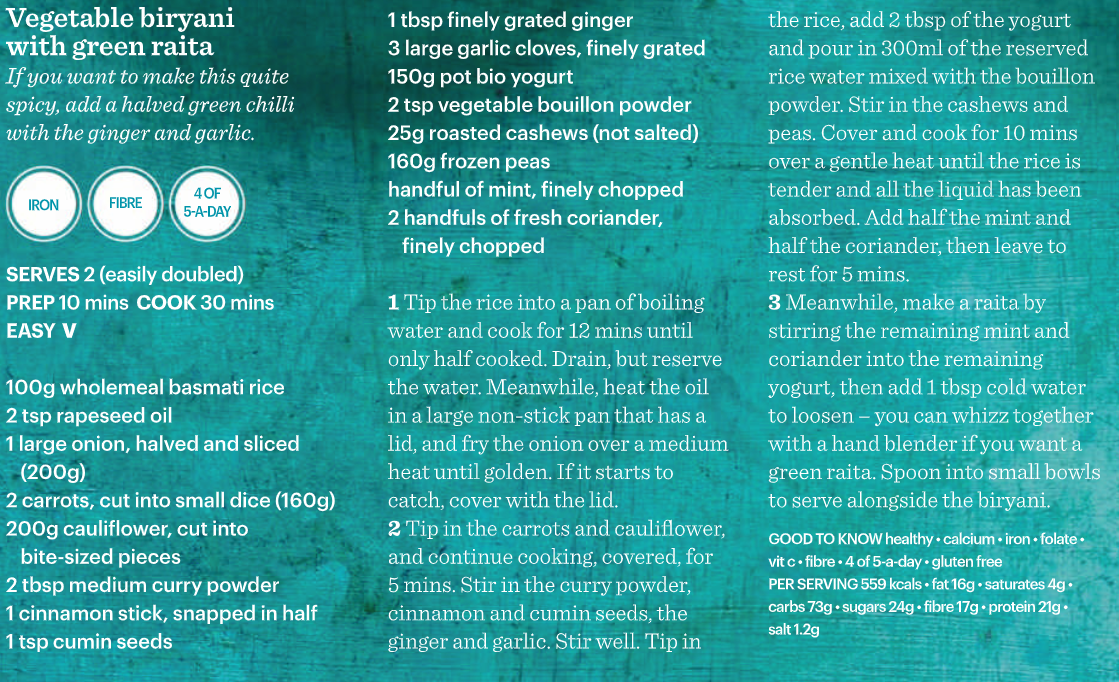 Vegetable biryani
with green raita
If you want to make this quite
spicy, add a halved green chilli
with the ginger and garlic.
IRON
FIBRE
4 OF
5-A-DAY
SERVES 2 (easily doubled)
PREP 10 mins COOK 30 mins
EASY V
100g wholemeal basmati rice
2 tsp rapeseed oil
1 large onion, halved and sliced
(200g)
2 carrots, cut into small dice (160g)
200g cauliflower, cut into
bite-sized pieces
2 tbsp medium curry powder
1 cinnamon stick, snapped in half
1 tsp cumin seeds
1 tbsp finely grated ginger
3 large garlic cloves, finely grated
150g pot bio yogurt
2 tsp vegetable bouillon powder
25g roasted cashews (not salted)
160g frozen peas
handful of mint, finely chopped
2 handfuls of fresh coriander,
finely chopped
1 Tip the rice into a pan of boiling
water and cook for 12 mins until
only half cooked. Drain, but reserve
the water. Meanwhile, heat the oil
in a large non-stick pan that has a
lid, and fry the onion over a medium
heat until golden. If it starts to
catch, cover with the lid.
2 Tip in the carrots and cauliflower,
and continue cooking, covered, for
5 mins. Stir in the curry powder,
cinnamon and cumin seeds, the
ginger and garlic. Stir well. Tip in
the rice, add 2 tbsp of the yogurt
and pour in 300ml of the reserved
rice water mixed with the bouillon
powder. Stir in the cashews and
peas. Cover and cook for 10 mins
over a gentle heat until the rice is
tender and all the liquid has been
absorbed. Add half the mint and
half the coriander, then leave to
rest for 5 mins.
3 Meanwhile, make a raita by
stirring the remaining mint and
coriander into the remaining
yogurt, then add 1 tbsp cold water
to loosen – you can whizz together
with a hand blender if you want a
green raita. Spoon into small bowls
to serve alongside the biryani.
GOOD TO KNOW healthy • calcium • iron • folate •
vit c • fibre • 4 of 5-a-day • gluten free
PER SERVING 559 kcals • fat 16g • saturates 4g •
carbs 73g • sugars 24g • fibre 17g • protein 21g •
salt 1.2g